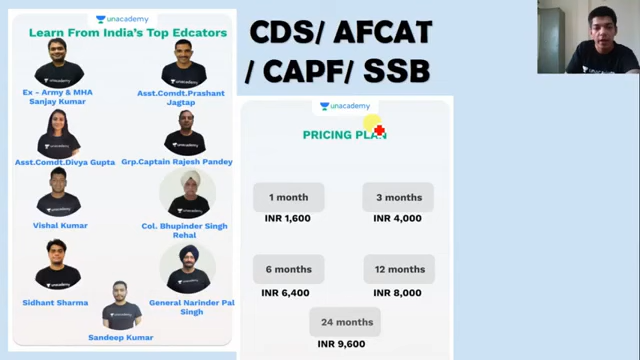 unacademy
Learn From India's Top Edcators
Ex - Army & MHA
Sanjay Kumar
Asst.Comdt.Prashant
Jagtap
Asst.Comdt.Divya Gupta
Grp.Captain Rajesh Pandey
Vishal Kumar
Col. Bhupinder Singh
Rehal
Sidhant Sharma
General Narinder Pal
Singh
Sandeep Kumar
CDS/ AFCAT
/ CAPF/ SSB
unacademy
PRICING PLAN
1 month
INR 1,600
3 months
INR 4,000
6 months
INR 6,400
12 months
INR 8,000
24 months
INR 9,600